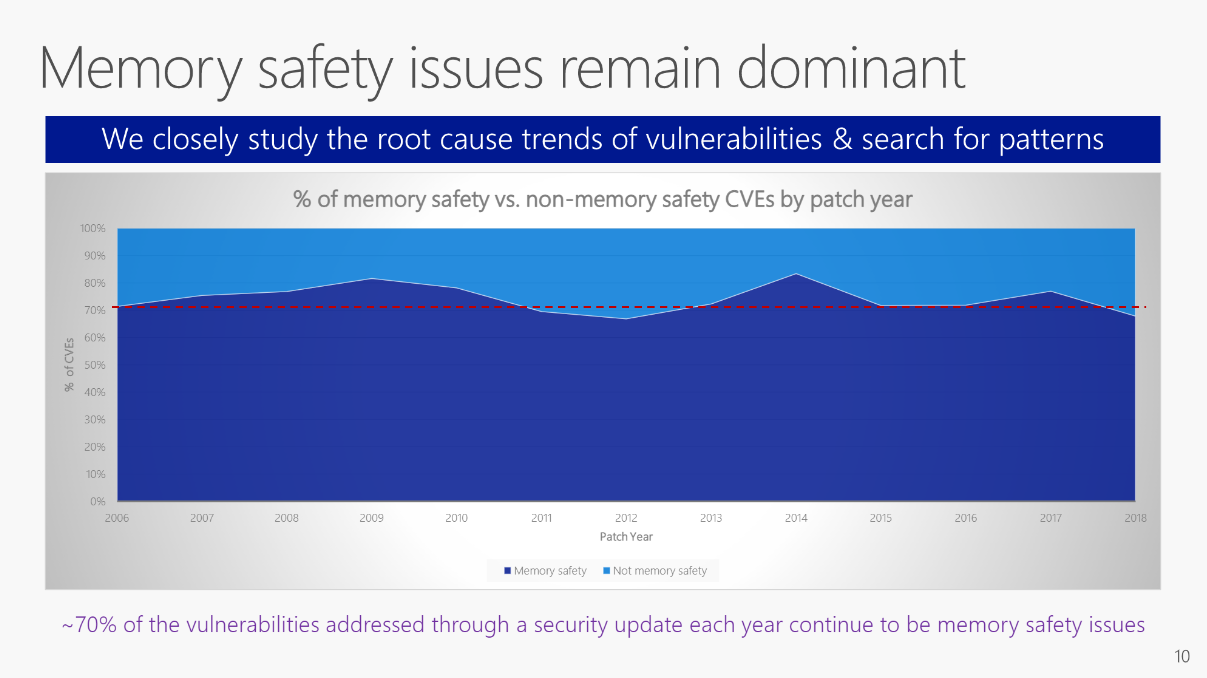 Memory safety issues remain dominant
We closely study the root cause trends of vulnerabilities & search for patterns
% of memory safety vs. non-memory safety CVEs by patch year
100%
90%
80%
70%
60%
50%
40%
30%
20%
10%
0%
% of CVEs
2006 2007 2008 2009 2010 2011 2012 2013 2014 2015 2016 2017 2018
Patch Year
Memory safety Not memory safety
~70% of the vulnerabilities addressed through a security update each year continue to be memory safety issues
10